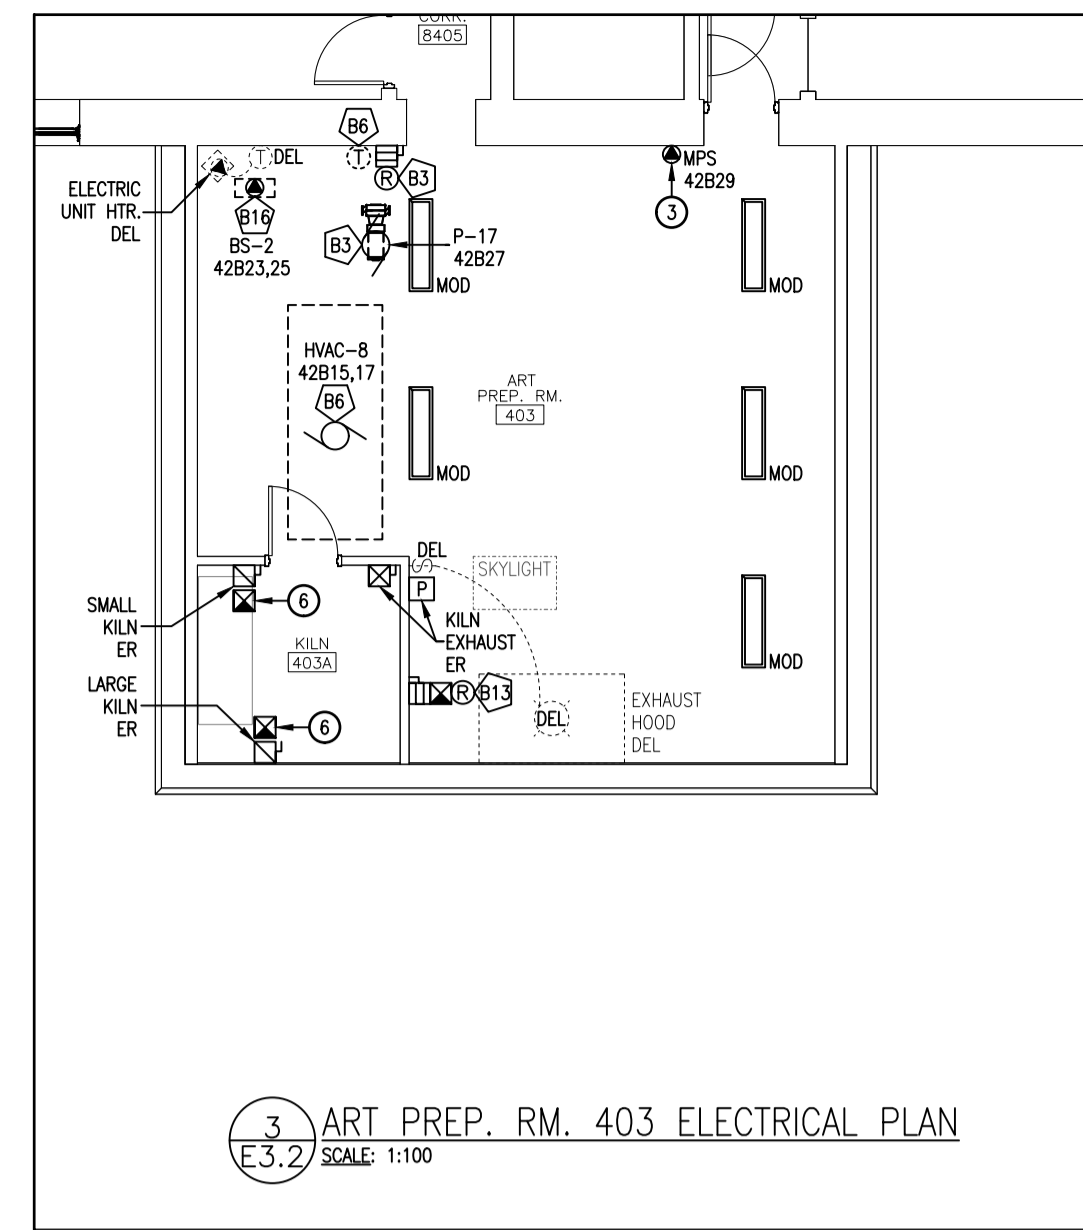 8405
B6
T
DEL
T
R
B3
MPS
42B29
3
ELECTRIC
UNIT HTR.
DEL
B16
BS-2
42B23,25
B3
P-17
42B27
MOD
MOD
HVAC-8
42B15,17
B6
ART
PREP. RM.
403
MOD
MOD
DEL
S
SKYLIGHT
P
SMALL
KILN
ER
6
KILN
403A
KILN
EXHAUST
ER
MOD
LARGE
KILN
ER
6
R
B13
DEL
EXHAUST
HOOD
DEL
3
E3.2
ART PREP. RM. 403 ELECTRICAL PLAN
SCALE: 1:100